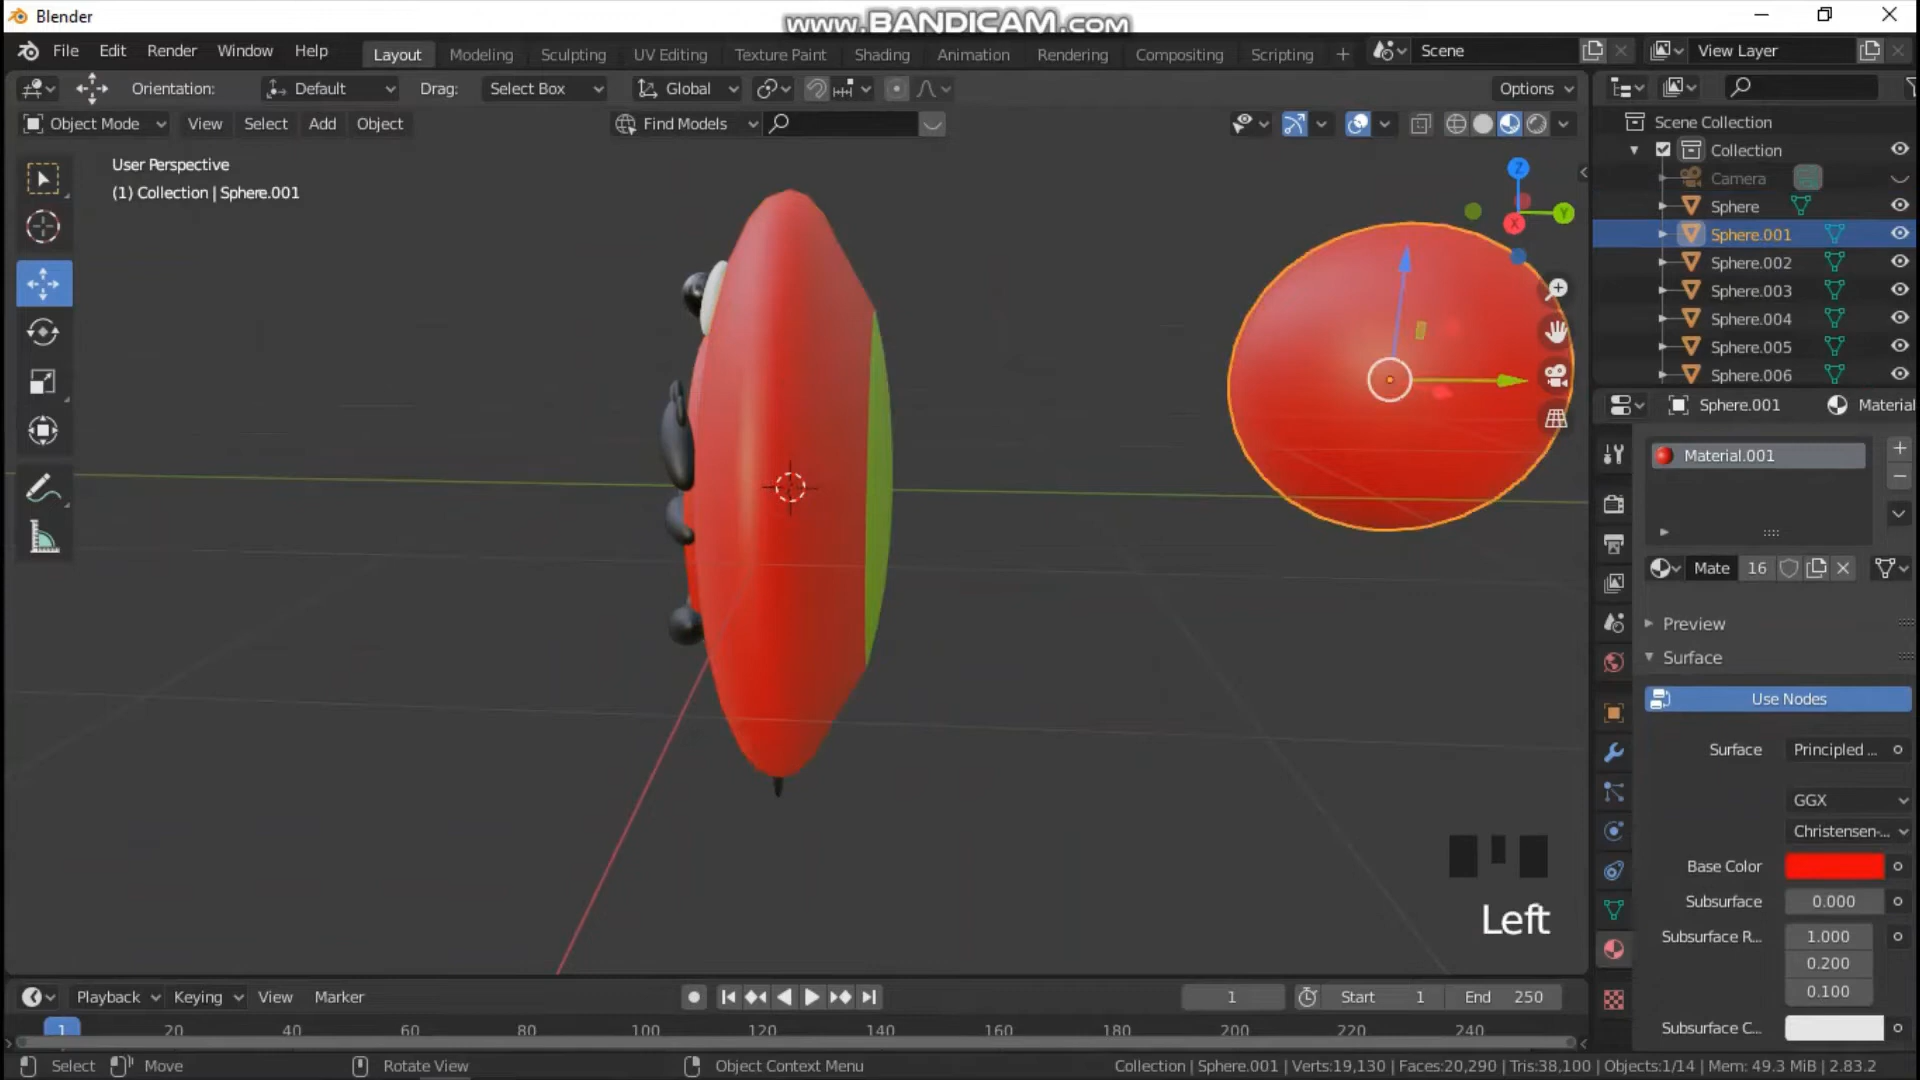 Blender
www.BANDICAM.com
File Edit Render Window Help
Layout Modeling Sculpting UV Editing Texture Paint Shading Animation Rendering Compositing Scripting +
Scene
View Layer
Orientation: Default Drag: Select Box Global Options
Object Mode View Select Add Object Find Models
User Perspective
(1) Collection | Sphere.001
Z
Y
X
Scene Collection
Collection
Camera
Sphere
Sphere.001
Sphere.002
Sphere.003
Sphere.004
Sphere.005
Sphere.006
Sphere.001 Material
Material.001
Mate 16
Preview
Surface
Use Nodes
Surface Principled ...
GGX
Christensen-...
Base Color
Subsurface 0.000
Subsurface R... 1.000
0.200
0.100
Subsurface C...
Left
Playback Keying View Marker 1 Start 1 End 250
1 20 40 60 80 100 120 140 160 180 200 220 240
Select Move Rotate View Object Context Menu Collection | Sphere.001 | Verts:19,130 | Faces:20,290 | Tris:38,100 | Objects:1/14 | Mem: 49.3 MiB | 2.83.2